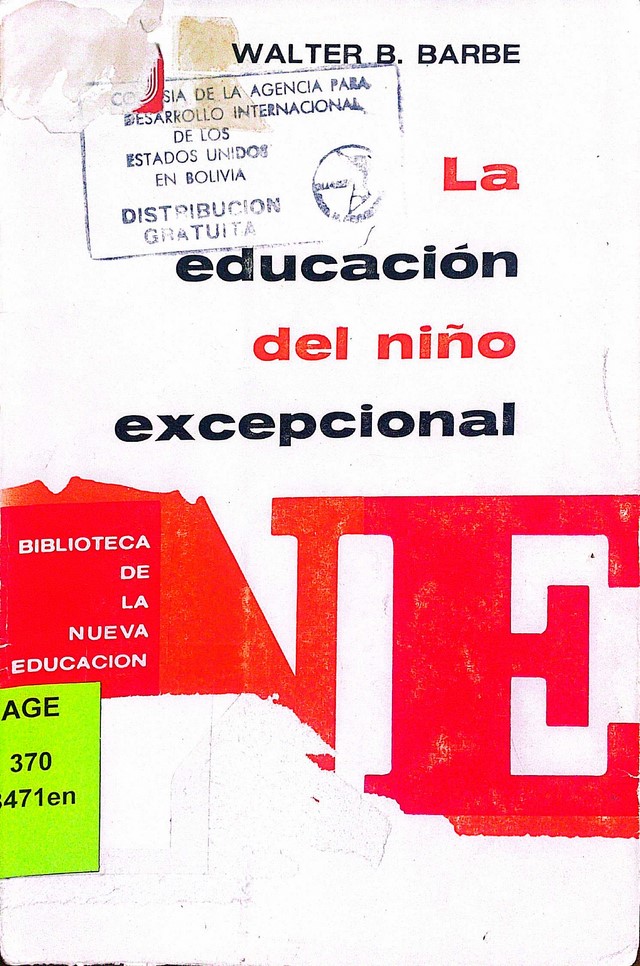 WALTER B. BARBE
DE LA AGENCIA PARA
DESARROLLO INTERNACIONAL
DE LOS
ESTADOS UNIDOS
EN BOLIVIA
DISTRIBUCION
GRATUITA
La
educación
del niño
excepcional
NE
BIBLIOTECA
DE
LA
NUEVA
EDUCACION
AGE
370
471en